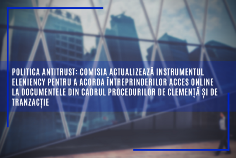 POLITICA ANTITRUST: COMISIA ACTUALIZEAZĂ INSTRUMENTUL
ELENIENCY PENTRU A ACORDA ÎNTREPRINDERILOR ACCES ONLINE
LA DOCUMENTELE DIN CADRUL PROCEDURILOR DE CLEMENȚĂ ȘI DE
TRANZACȚIE